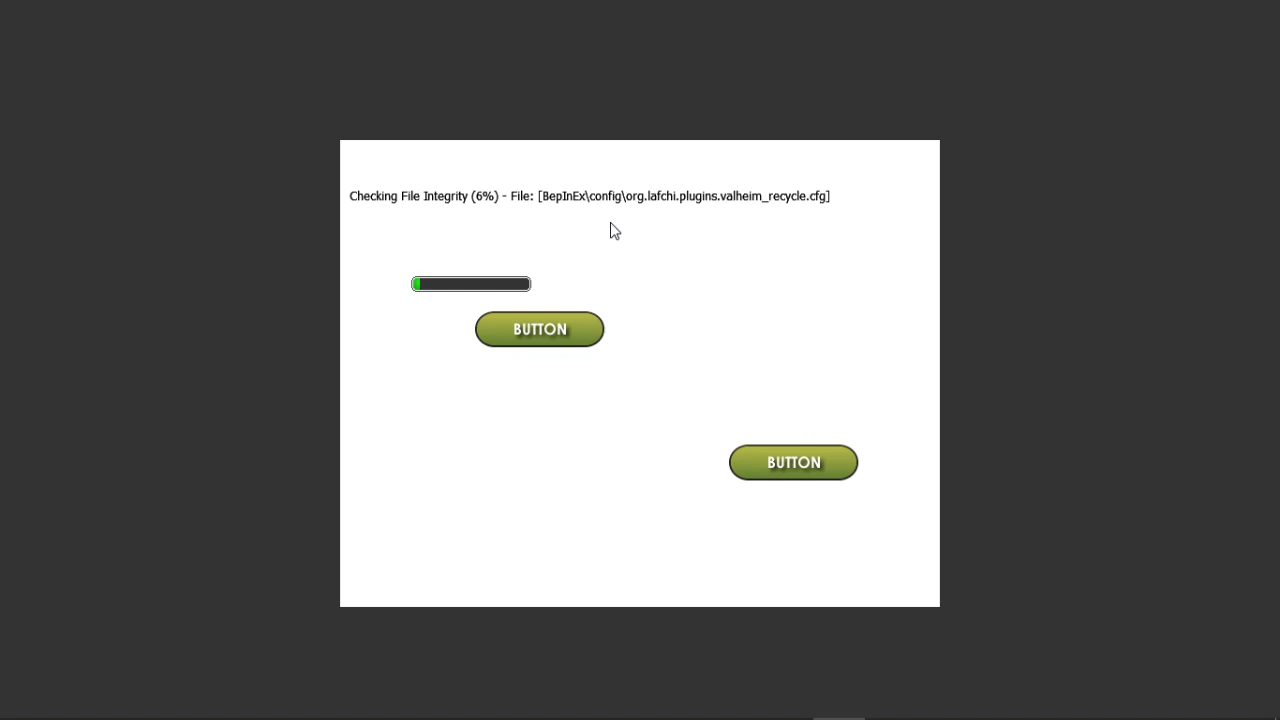 Checking File Integrity (6%) - File: [BepInEx\config\org.lafchi.plugins.valheim_recycle.cfg]
BUTTON
BUTTON